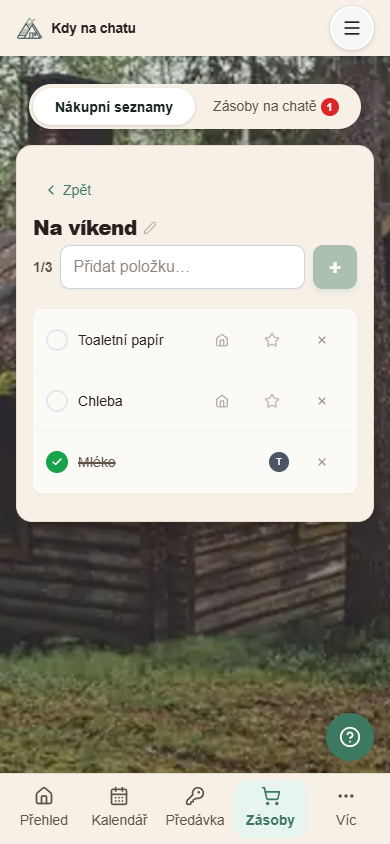 Kdy na chatu
Nákupní seznamy
Zásoby na chatě 1
Zpět
Na víkend
1/3
Přidat položku…
+
Toaletní papír
Chleba
Mléko
T
Přehled
Kalendář
Předávka
Zásoby
Víc